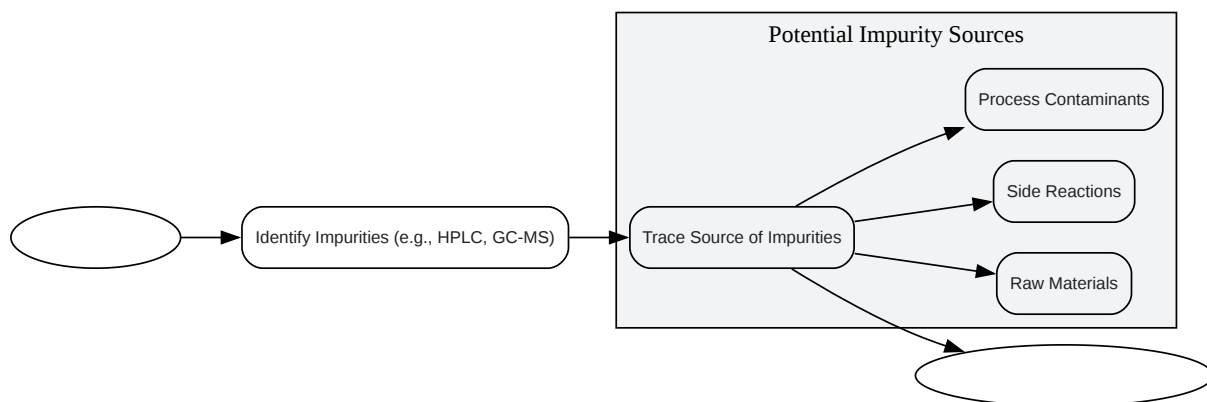 Potential Impurity Sources
Process Contaminants
Side Reactions
Identify Impurities (e.g., HPLC, GC-MS)
Trace Source of Impurities
Raw Materials